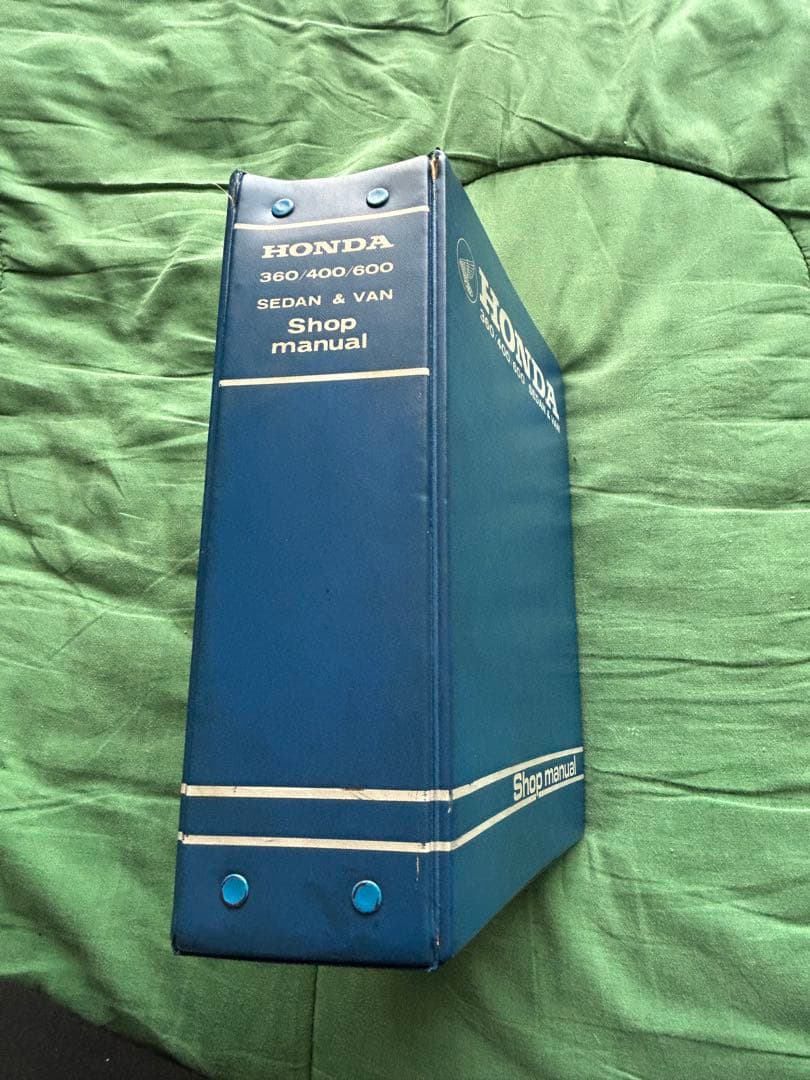 HONDA
360/400/600
SEDAN & VAN
Shop
manual
HONDA
360/400/600 SEDAN & VAN
Shop manual